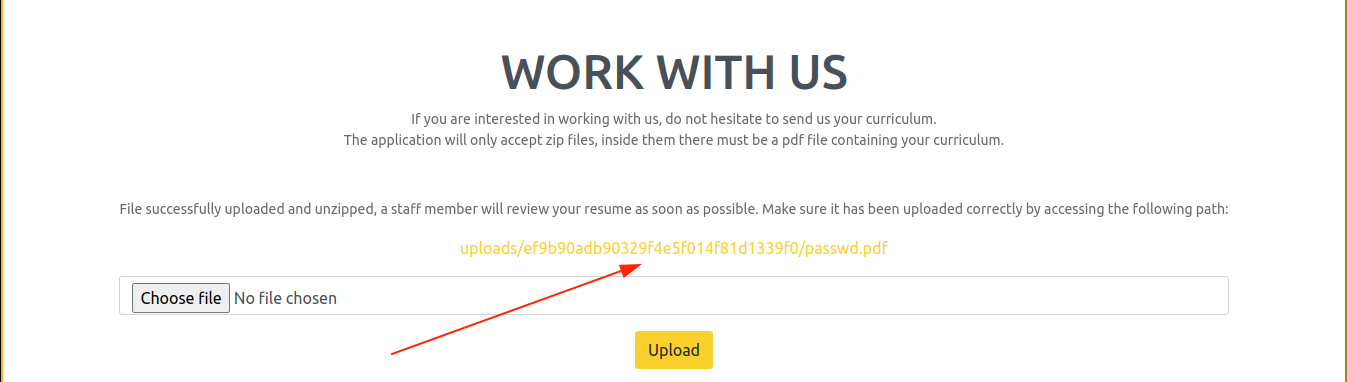 WORK WITH US
If you are interested in working with us, do not hesitate to send us your curriculum.
The application will only accept zip files, inside them there must be a pdf file containing your curriculum.
File successfully uploaded and unzipped, a staff member will review your resume as soon as possible. Make sure it has been uploaded correctly by accessing the following path:
uploads/ef9b90adb90329f4e5f014f81d1339f0/passwd.pdf
Choose file No file chosen
Upload